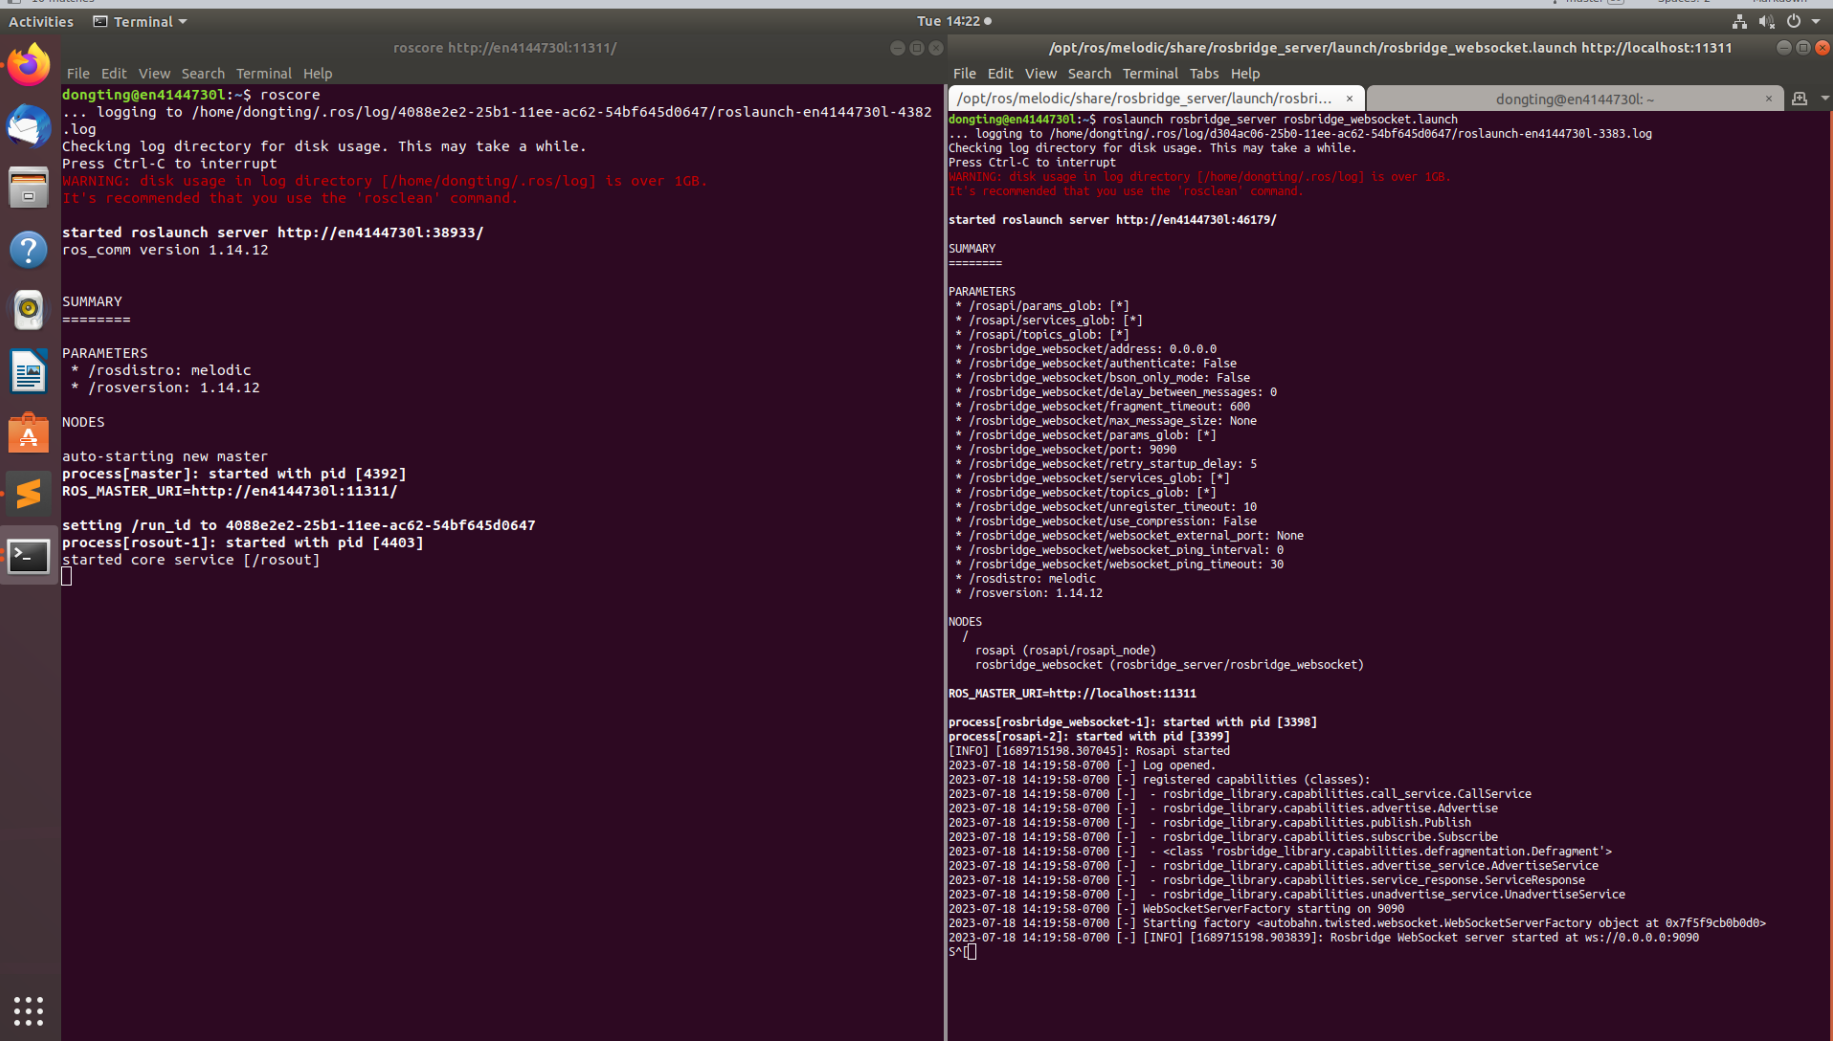 Activities
Terminal
Tue 14:22
roscore http://en4144730l:11311/
File Edit View Search Terminal Help
dongting@en4144730l:~$ roscore
... logging to /home/dongting/.ros/log/4088e2e2-25b1-11ee-ac62-54bf645d0647/roslaunch-en4144730l-4382
.log
Checking log directory for disk usage. This may take a while.
Press Ctrl-C to interrupt
WARNING: disk usage in log directory [/home/dongting/.ros/log] is over 1GB.
It's recommended that you use the 'rosclean' command.
started roslaunch server http://en4144730l:38933/
ros_comm version 1.14.12
SUMMARY
========
PARAMETERS
* /rosdistro: melodic
* /rosversion: 1.14.12
NODES
auto-starting new master
process[master]: started with pid [4392]
ROS_MASTER_URI=http://en4144730l:11311/
setting /run_id to 4088e2e2-25b1-11ee-ac62-54bf645d0647
process[rosout-1]: started with pid [4403]
started core service [/rosout]
/opt/ros/melodic/share/rosbridge_server/launch/rosbridge_websocket.launch http://localhost:11311
File Edit View Search Terminal Tabs Help
/opt/ros/melodic/share/rosbridge_server/launch/rosbri... ×
dongting@en4144730l: ~ ×
dongting@en4144730l:~$ roslaunch rosbridge_server rosbridge_websocket.launch
... logging to /home/dongting/.ros/log/d304ac06-25b0-11ee-ac62-54bf645d0647/roslaunch-en4144730l-3383.log
Checking log directory for disk usage. This may take a while.
Press Ctrl-C to interrupt
WARNING: disk usage in log directory [/home/dongting/.ros/log] is over 1GB.
It's recommended that you use the 'rosclean' command.
started roslaunch server http://en4144730l:46179/
SUMMARY
========
PARAMETERS
* /rosapi/params_glob: [*]
* /rosapi/services_glob: [*]
* /rosapi/topics_glob: [*]
* /rosbridge_websocket/address: 0.0.0.0
* /rosbridge_websocket/authenticate: False
* /rosbridge_websocket/bson_only_mode: False
* /rosbridge_websocket/delay_between_messages: 0
* /rosbridge_websocket/fragment_timeout: 600
* /rosbridge_websocket/max_message_size: None
* /rosbridge_websocket/params_glob: [*]
* /rosbridge_websocket/port: 9090
* /rosbridge_websocket/retry_startup_delay: 5
* /rosbridge_websocket/services_glob: [*]
* /rosbridge_websocket/topics_glob: [*]
* /rosbridge_websocket/unregister_timeout: 10
* /rosbridge_websocket/use_compression: False
* /rosbridge_websocket/websocket_external_port: None
* /rosbridge_websocket/websocket_ping_interval: 0
* /rosbridge_websocket/websocket_ping_timeout: 30
* /rosdistro: melodic
* /rosversion: 1.14.12
NODES
/
rosapi (rosapi/rosapi_node)
rosbridge_websocket (rosbridge_server/rosbridge_websocket)
ROS_MASTER_URI=http://localhost:11311
process[rosbridge_websocket-1]: started with pid [3398]
process[rosapi-2]: started with pid [3399]
[INFO] [1689715198.307045]: Rosapi started
2023-07-18 14:19:58-0700 [-] Log opened.
2023-07-18 14:19:58-0700 [-] registered capabilities (classes):
2023-07-18 14:19:58-0700 [-]  - rosbridge_library.capabilities.call_service.CallService
2023-07-18 14:19:58-0700 [-]  - rosbridge_library.capabilities.advertise.Advertise
2023-07-18 14:19:58-0700 [-]  - rosbridge_library.capabilities.publish.Publish
2023-07-18 14:19:58-0700 [-]  - rosbridge_library.capabilities.subscribe.Subscribe
2023-07-18 14:19:58-0700 [-]  - <class 'rosbridge_library.capabilities.defragmentation.Defragment'>
2023-07-18 14:19:58-0700 [-]  - rosbridge_library.capabilities.advertise_service.AdvertiseService
2023-07-18 14:19:58-0700 [-]  - rosbridge_library.capabilities.service_response.ServiceResponse
2023-07-18 14:19:58-0700 [-]  - rosbridge_library.capabilities.unadvertise_service.UnadvertiseService
2023-07-18 14:19:58-0700 [-] WebSocketServerFactory starting on 9090
2023-07-18 14:19:58-0700 [-] Starting factory <autobahn.twisted.websocket.WebSocketServerFactory object at 0x7f5f9cb0b0d0>
2023-07-18 14:19:58-0700 [-] [INFO] [1689715198.903839]: Rosbridge WebSocket server started at ws://0.0.0.0:9090
S^[